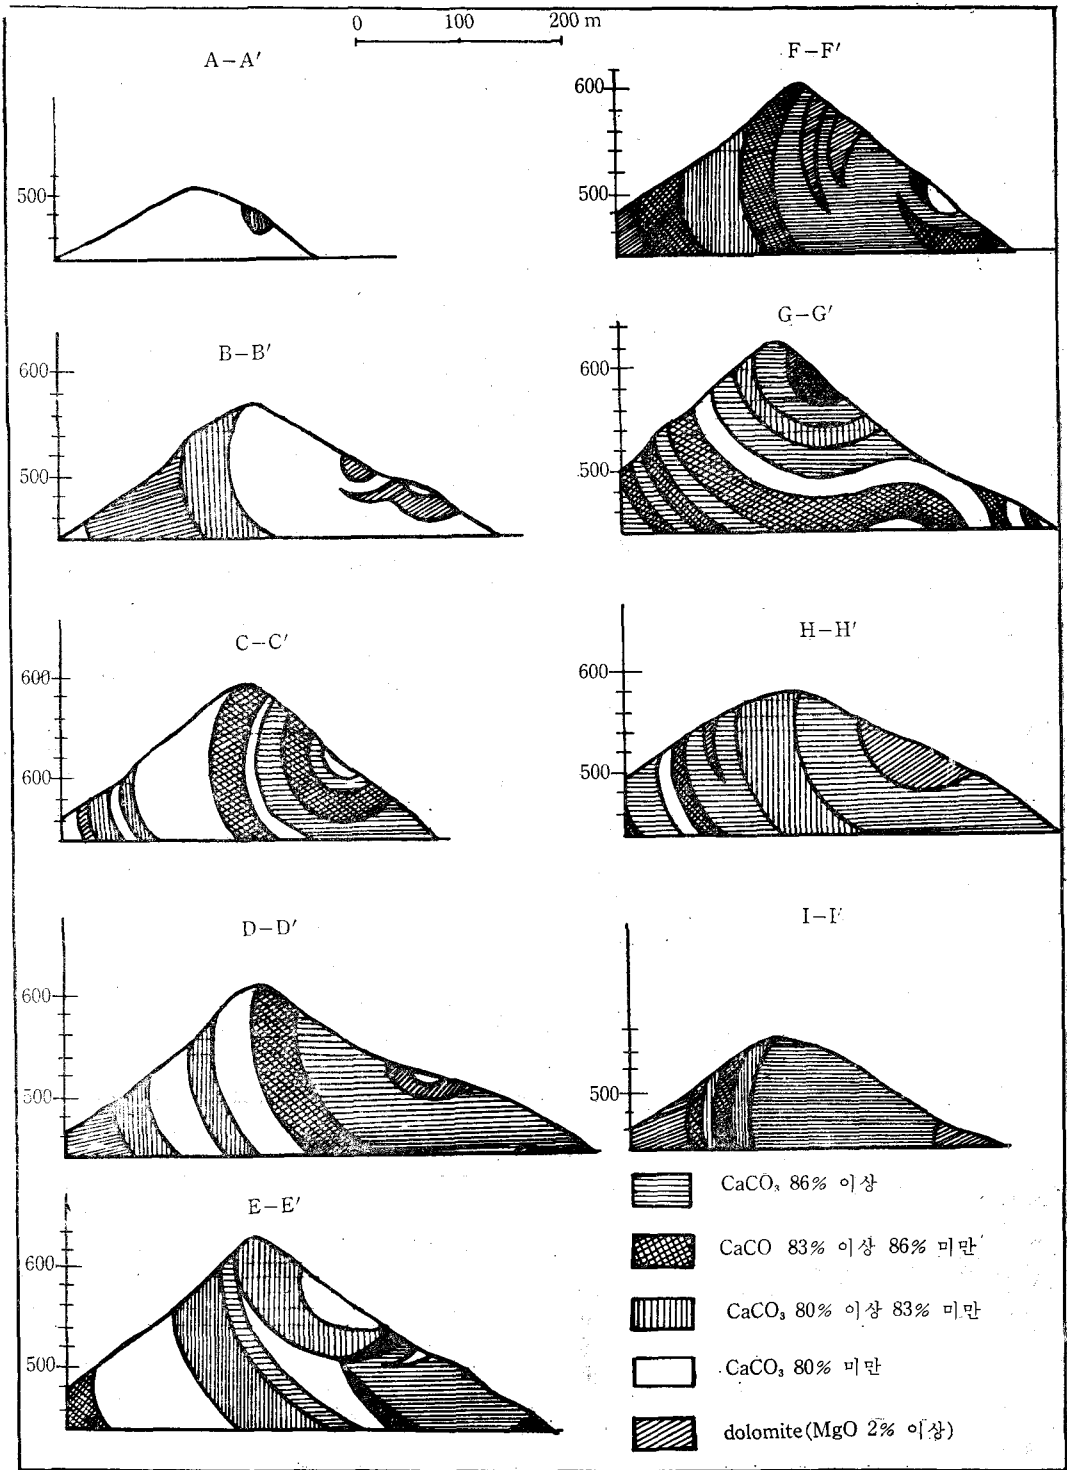 0 100 200 m
A-A′
500
B-B′
600
500
C-C′
600
600
D-D′
600
500
E-E′
600
500
F-F′
600
500
G-G′
600
500
H-H′
600
500
I-I′
500
CaCO₃ 86% 이상
CaCO 83% 이상 86% 미만
CaCO₃ 80% 이상 83% 미만
CaCO₃ 80% 미만
dolomite(MgO 2% 이상)